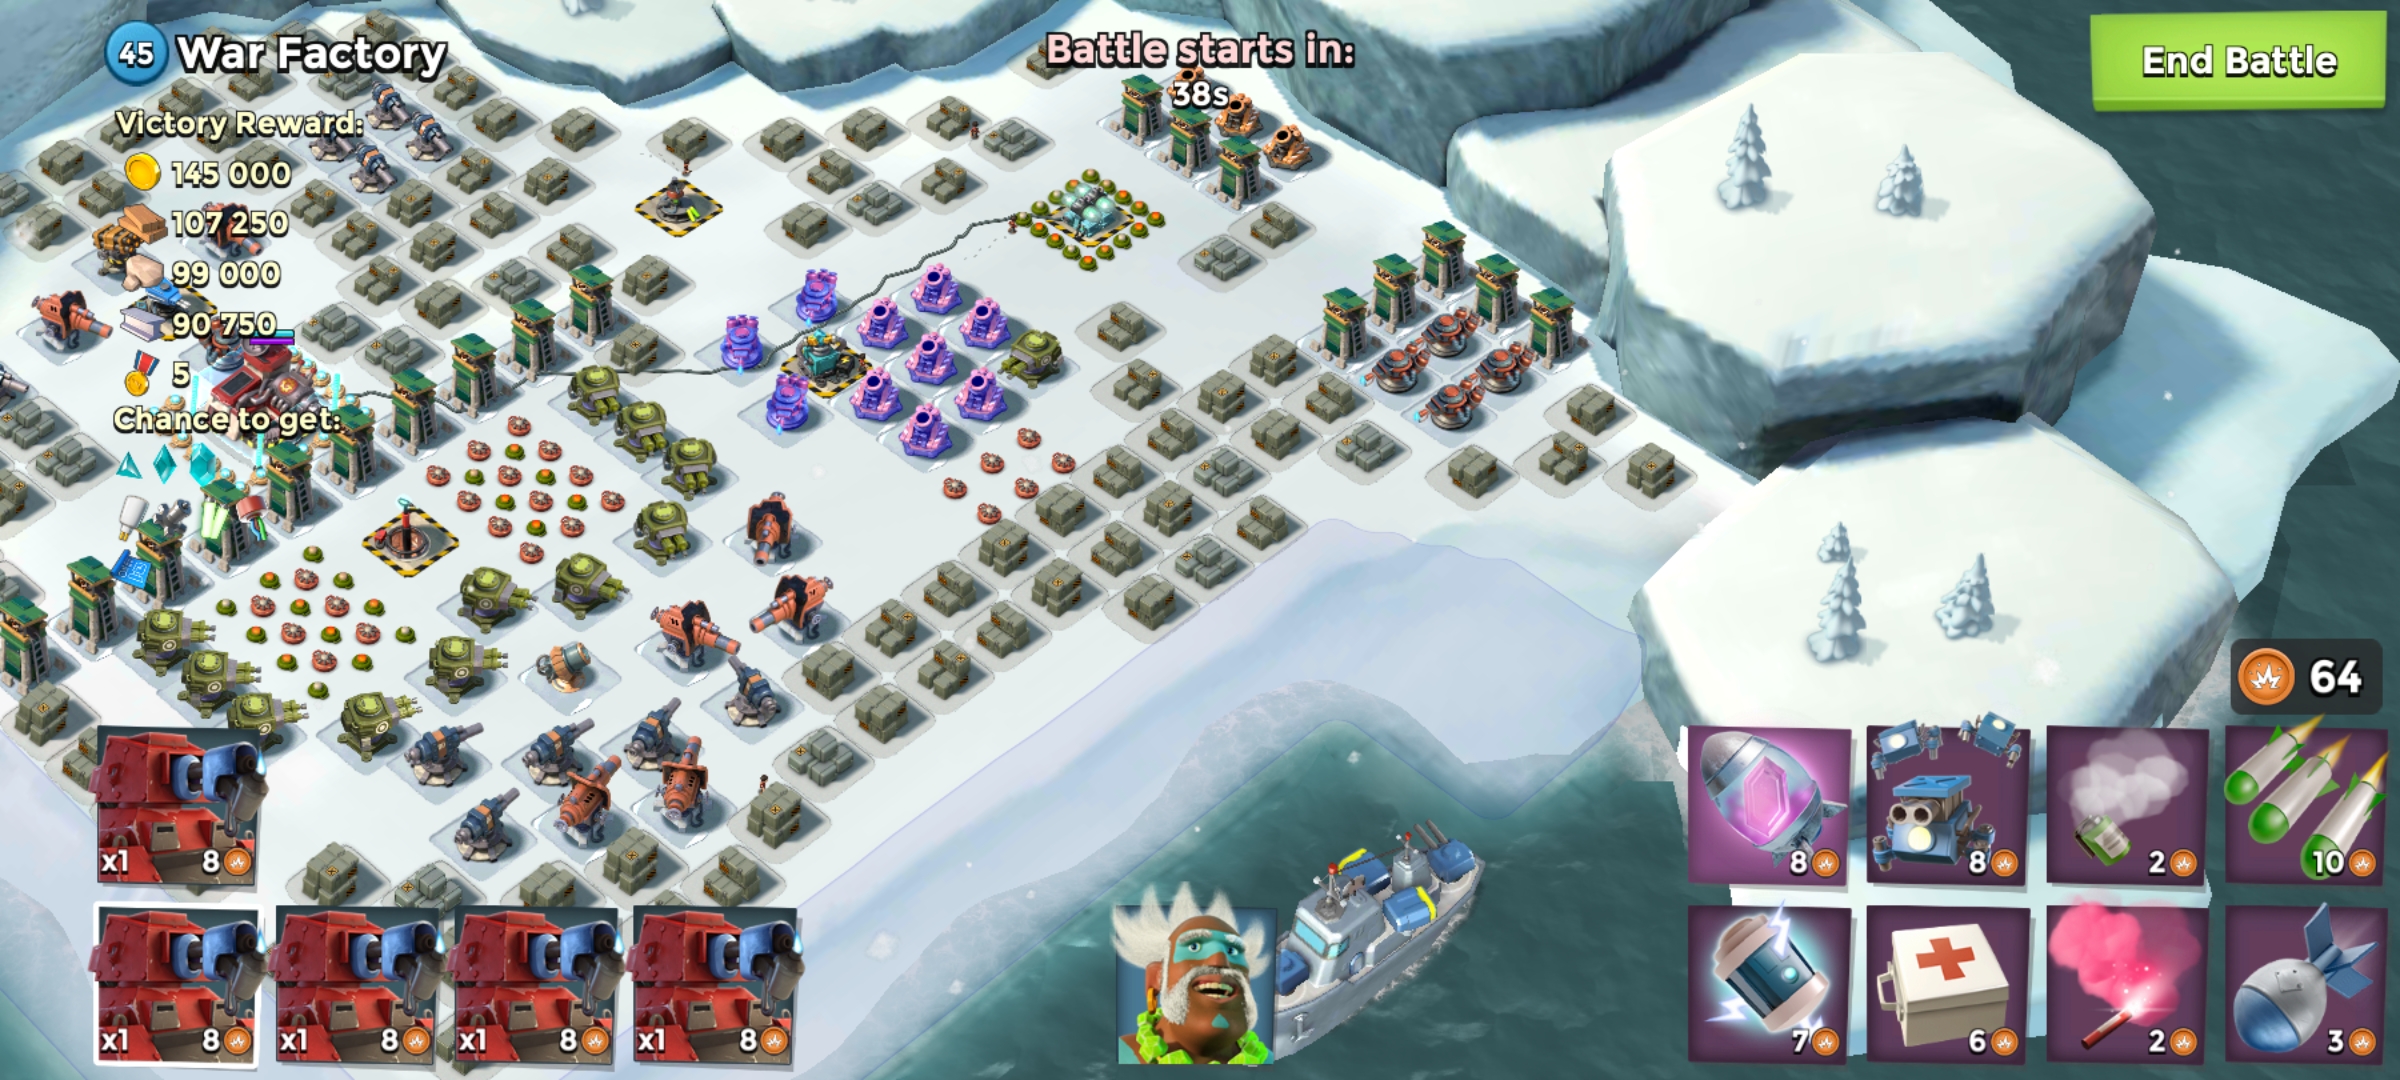 45 War Factory
Battle starts in:
38s
End Battle
Victory Reward:
145 000
107 250
99 000
90 750
5
Chance to get:
64
x1 8
8 8 2 10
x1 8 x1 8 x1 8 x1 8
7 6 2 3